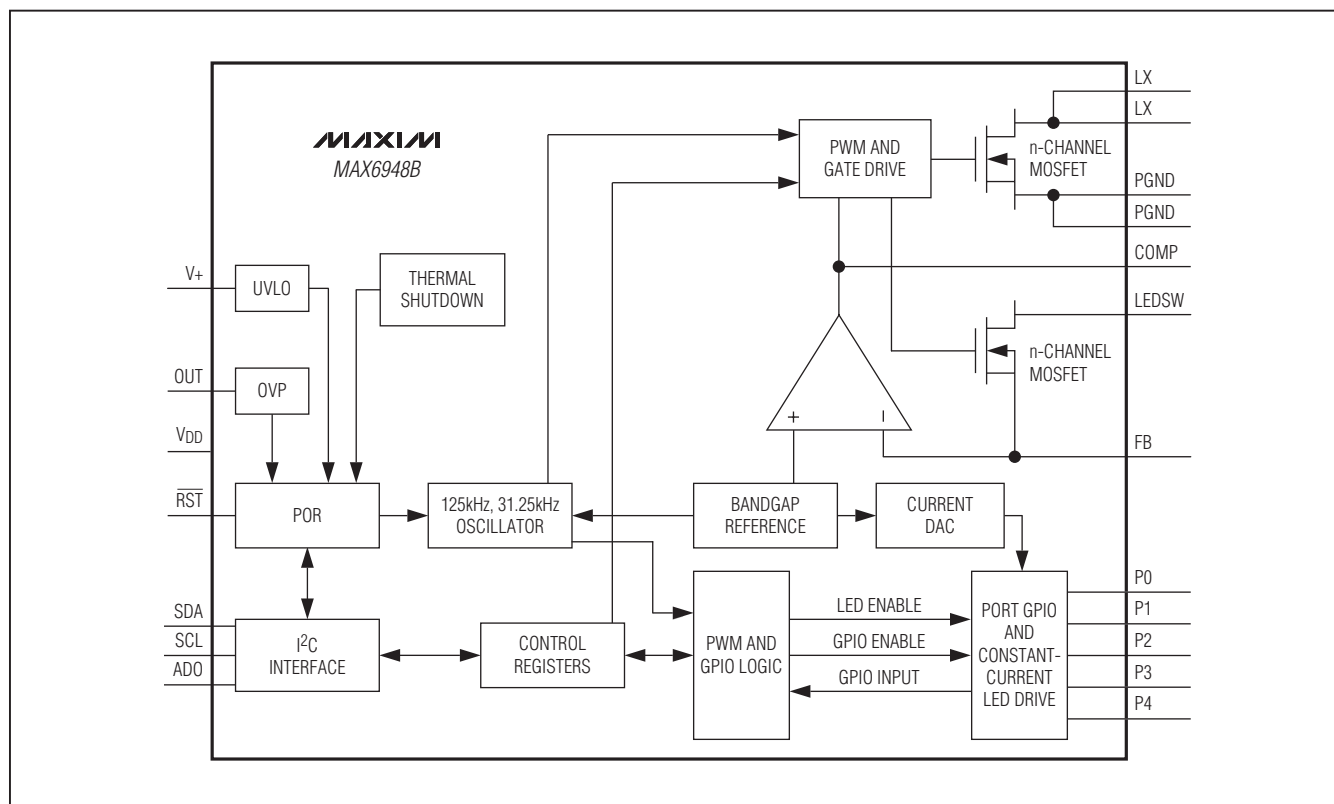 MAXIM
MAX6948B
PWM AND
GATE DRIVE
n-CHANNEL
MOSFET
LX
LX
PGND
PGND
COMP
LEDSW
n-CHANNEL
MOSFET
FB
V+
UVLO
THERMAL
SHUTDOWN
OUT
OVP
VDD
+
−
RST
POR
125kHz, 31.25kHz
OSCILLATOR
BANDGAP
REFERENCE
CURRENT
DAC
SDA
SCL
ADO
I²C
INTERFACE
CONTROL
REGISTERS
PWM AND
GPIO LOGIC
LED ENABLE
GPIO ENABLE
GPIO INPUT
PORT GPIO
AND
CONSTANT-
CURRENT
LED DRIVE
P0
P1
P2
P3
P4